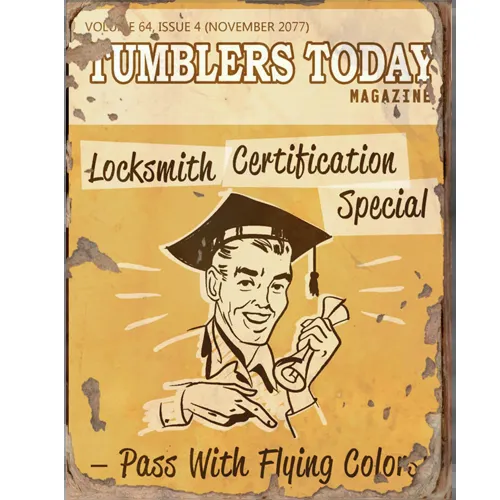 VOLUME 64, ISSUE 4 (NOVEMBER 2077)
TUMBLERS TODAY
MAGAZINE
Locksmith Certification
Special
– Pass With Flying Colors